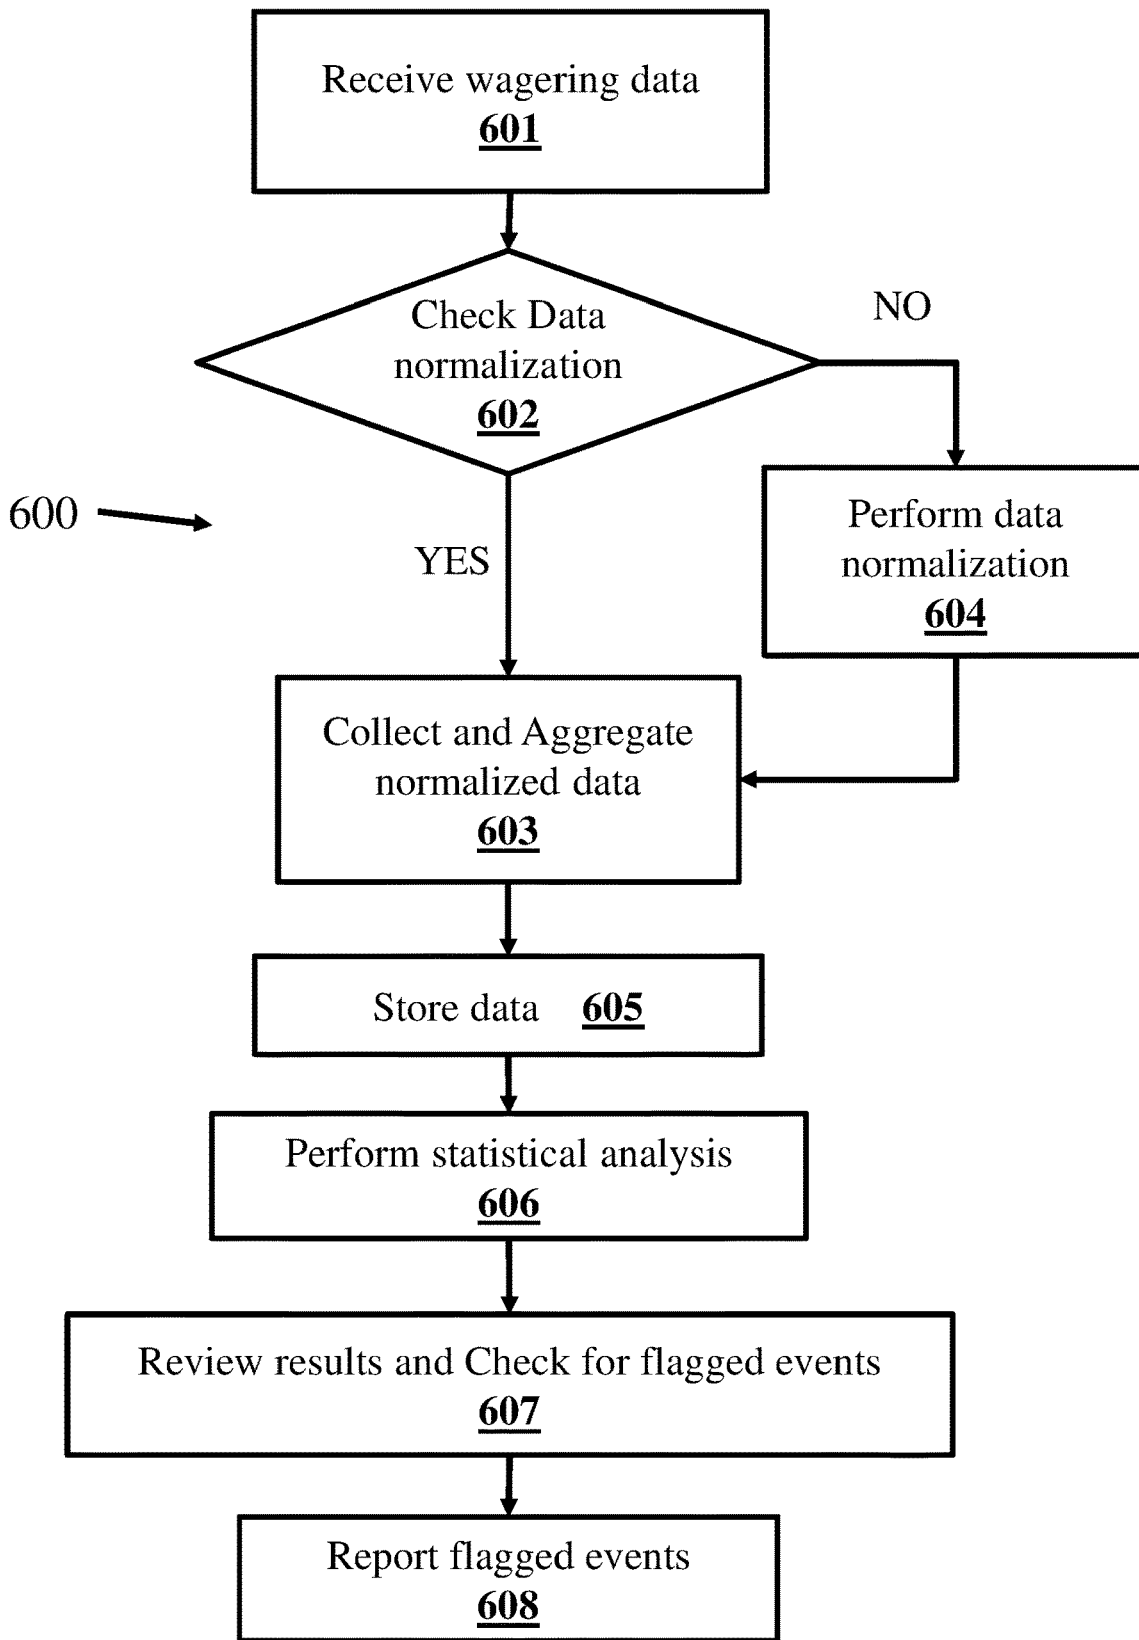 Receive wagering data
601
Check Data
normalization
602
NO
600
YES
Perform data
normalization
604
Collect and Aggregate
normalized data
603
Store data 605
Perform statistical analysis
606
Review results and Check for flagged events
607
Report flagged events
608